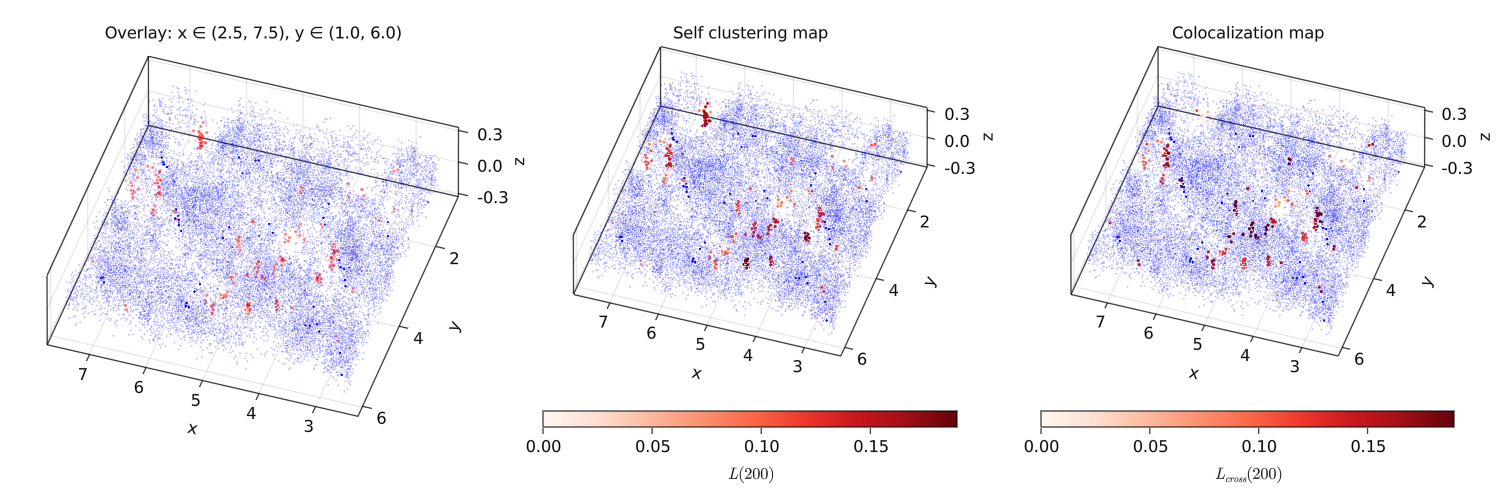 Overlay: x ∈ (2.5, 7.5), y ∈ (1.0, 6.0)
0.3
0.0
-0.3
z
2
4
6
y
7
6
5
4
3
x
Self clustering map
0.3
0.0
-0.3
z
2
4
6
y
7
6
5
4
3
x
0.00 0.05 0.10 0.15
L(200)
Colocalization map
0.3
0.0
-0.3
z
2
4
6
y
7
6
5
4
3
x
0.00 0.05 0.10 0.15
L_cross(200)